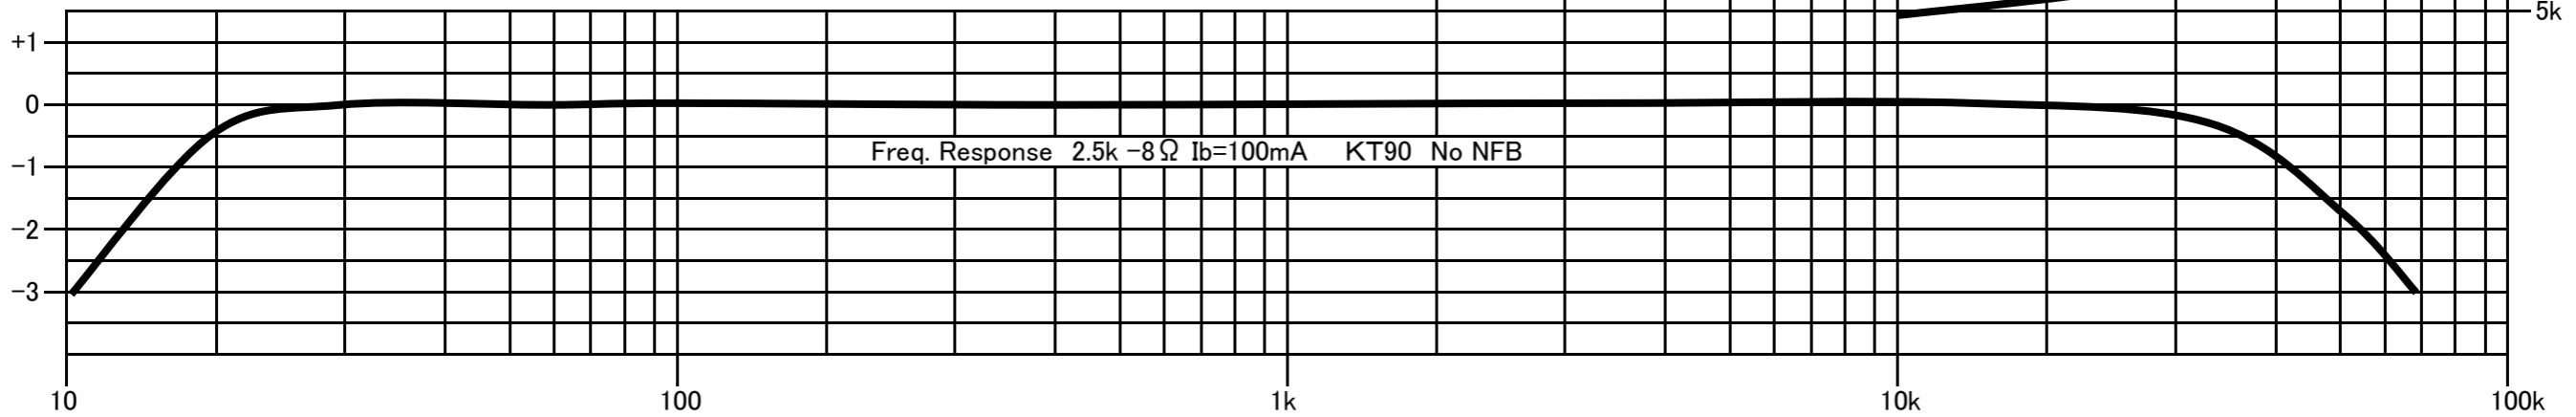 5k
+1
0
-1
-2
-3
Freq. Response 2.5k -8Ω Ib=100mA KT90 No NFB
10 100 1k 10k 100k